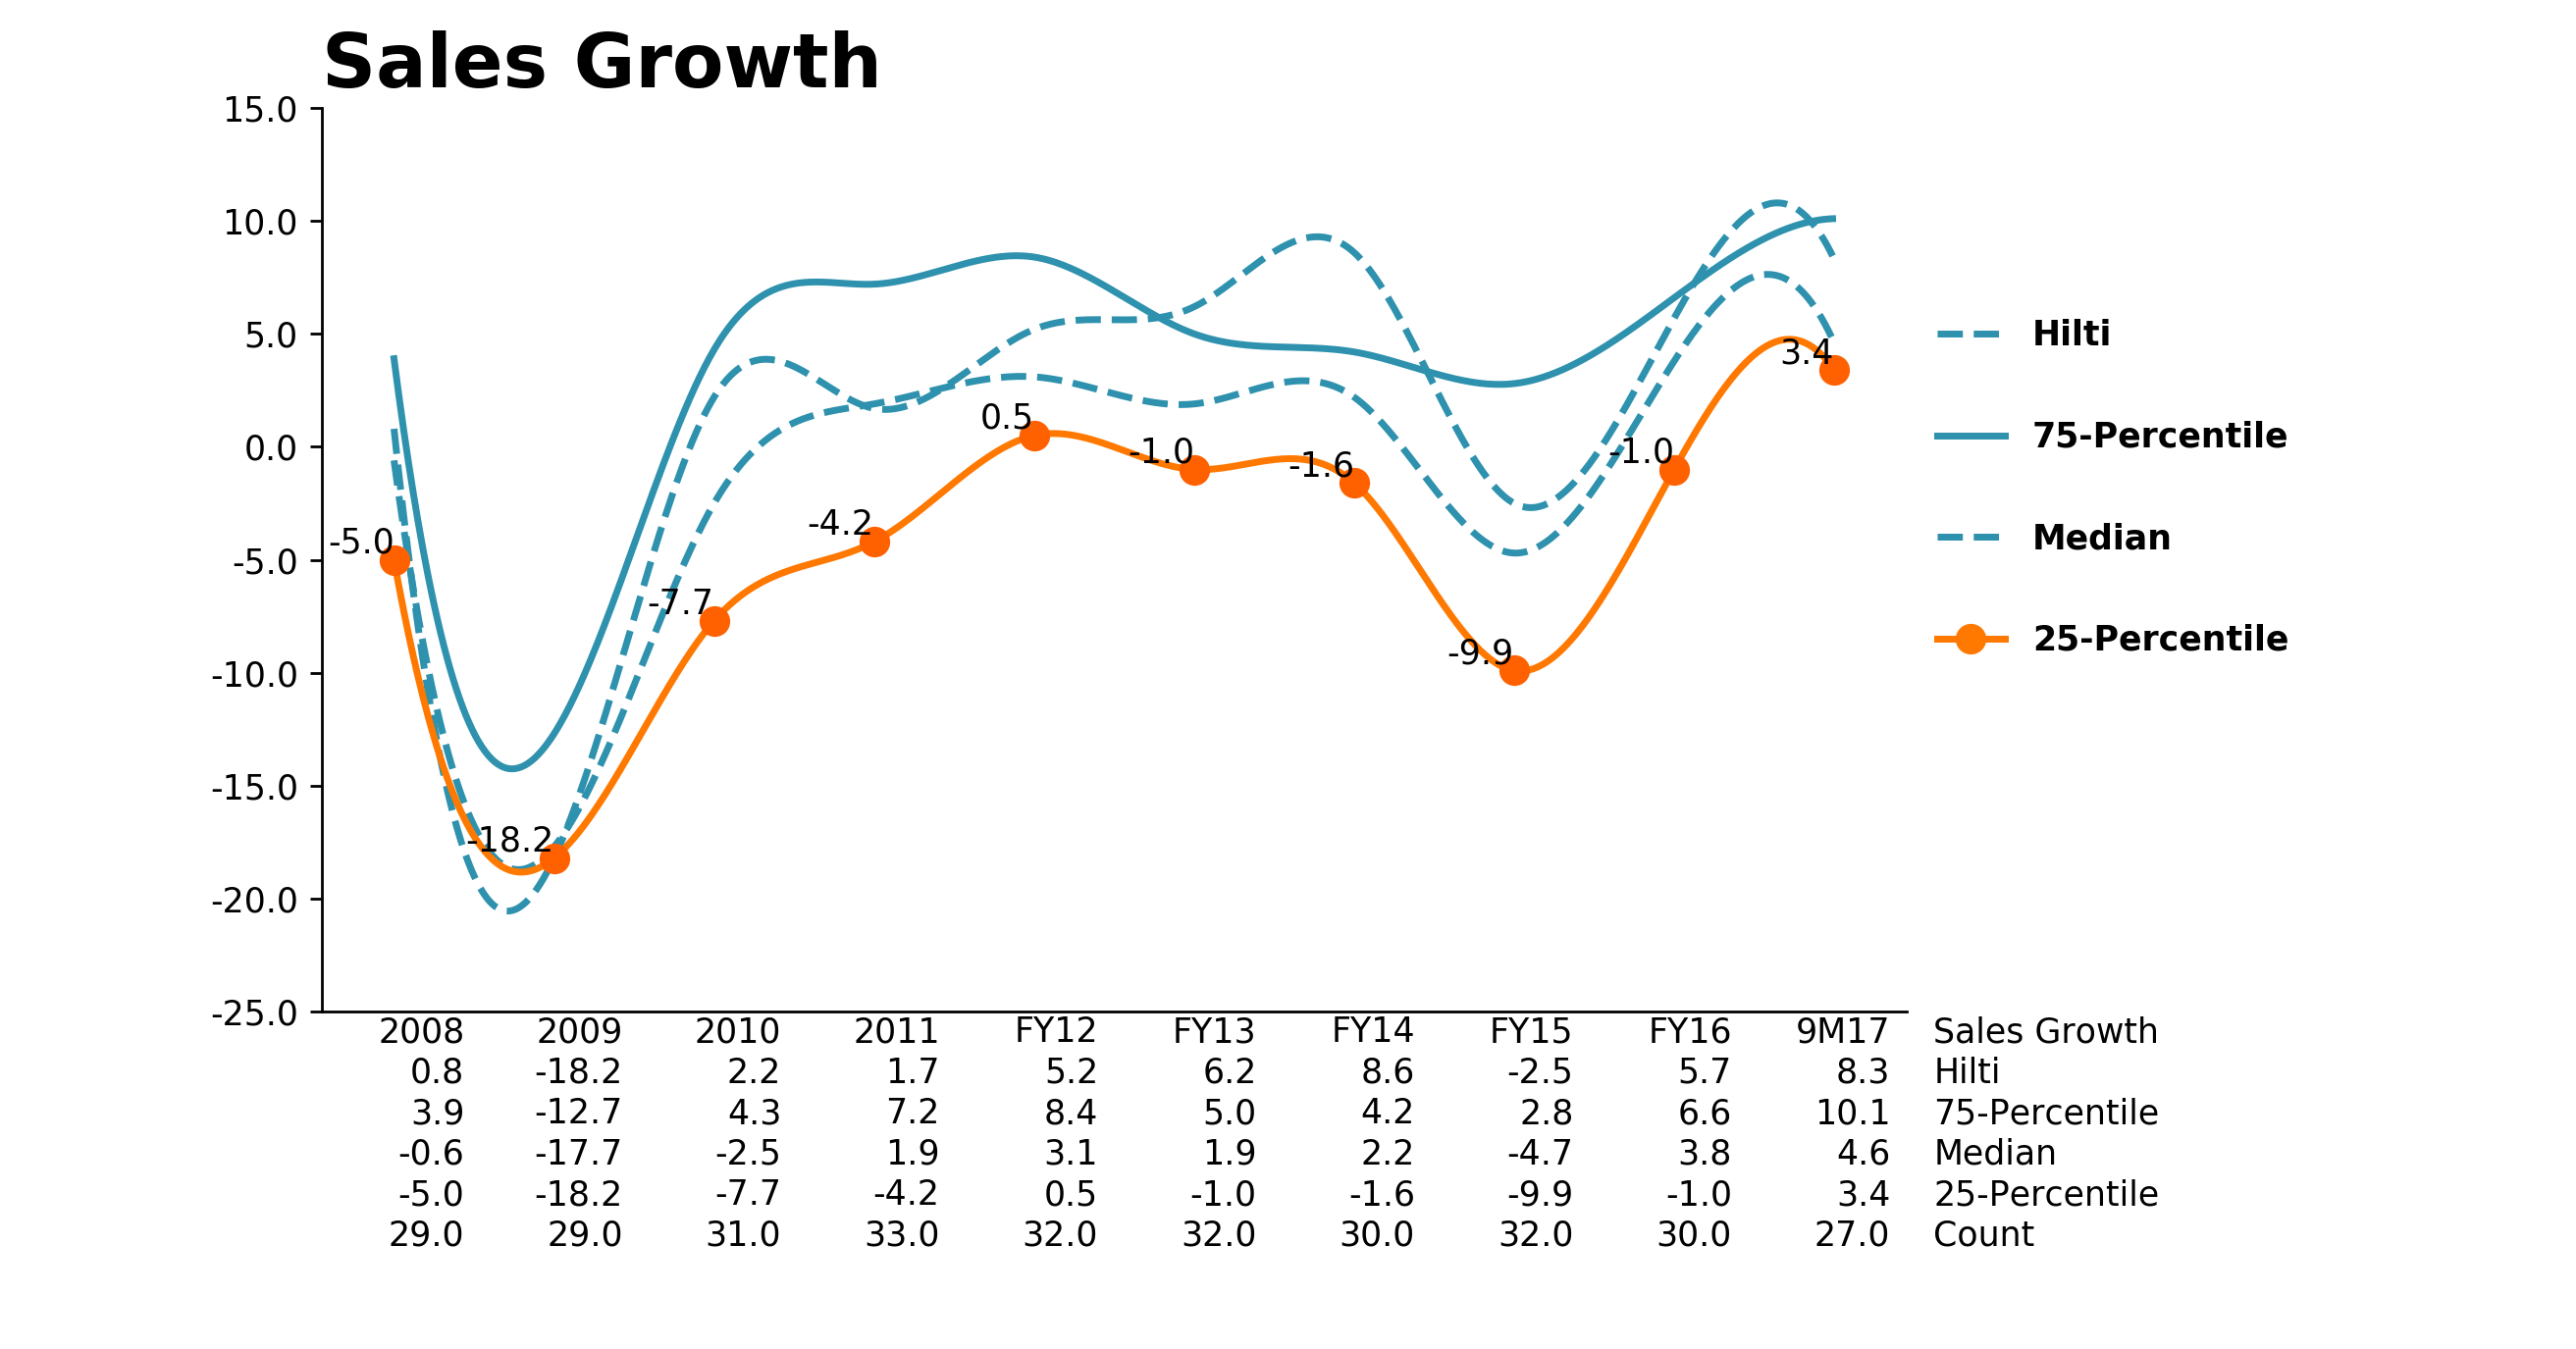 Sales Growth
15.0
10.0
5.0
0.0
-5.0
-10.0
-15.0
-20.0
-25.0
-5.0
-18.2
-7.7
-4.2
0.5
-1.0
-1.6
-9.9
-1.0
3.4
Hilti
75-Percentile
Median
25-Percentile
2008 2009 2010 2011 FY12 FY13 FY14 FY15 FY16 9M17 Sales Growth
0.8 -18.2 2.2 1.7 5.2 6.2 8.6 -2.5 5.7 8.3 Hilti
3.9 -12.7 4.3 7.2 8.4 5.0 4.2 2.8 6.6 10.1 75-Percentile
-0.6 -17.7 -2.5 1.9 3.1 1.9 2.2 -4.7 3.8 4.6 Median
-5.0 -18.2 -7.7 -4.2 0.5 -1.0 -1.6 -9.9 -1.0 3.4 25-Percentile
29.0 29.0 31.0 33.0 32.0 32.0 30.0 32.0 30.0 27.0 Count